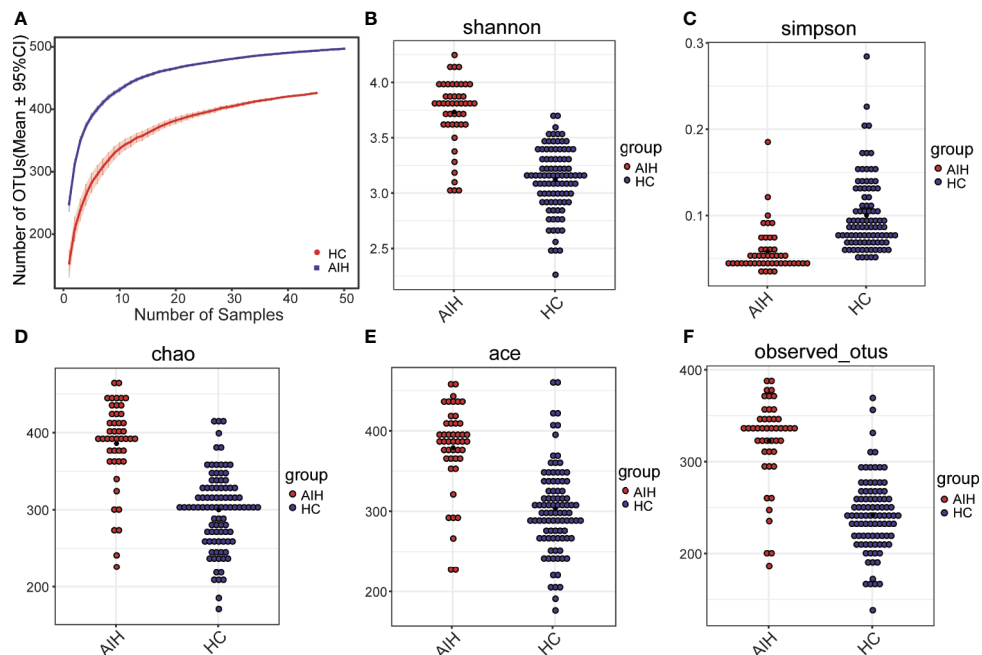 A
Number of OTUs(Mean ± 95%CI)
500
400
300
200
0
10
20
30
40
50
Number of Samples
HC
AIH
B
shannon
4.0
3.5
3.0
2.5
AIH
HC
group
AIH
HC
C
simpson
0.3
0.2
0.1
AIH
HC
group
AIH
HC
D
chao
400
300
200
AIH
HC
group
AIH
HC
E
ace
400
300
200
AIH
HC
group
AIH
HC
F
observed_otus
400
300
200
AIH
HC
group
AIH
HC